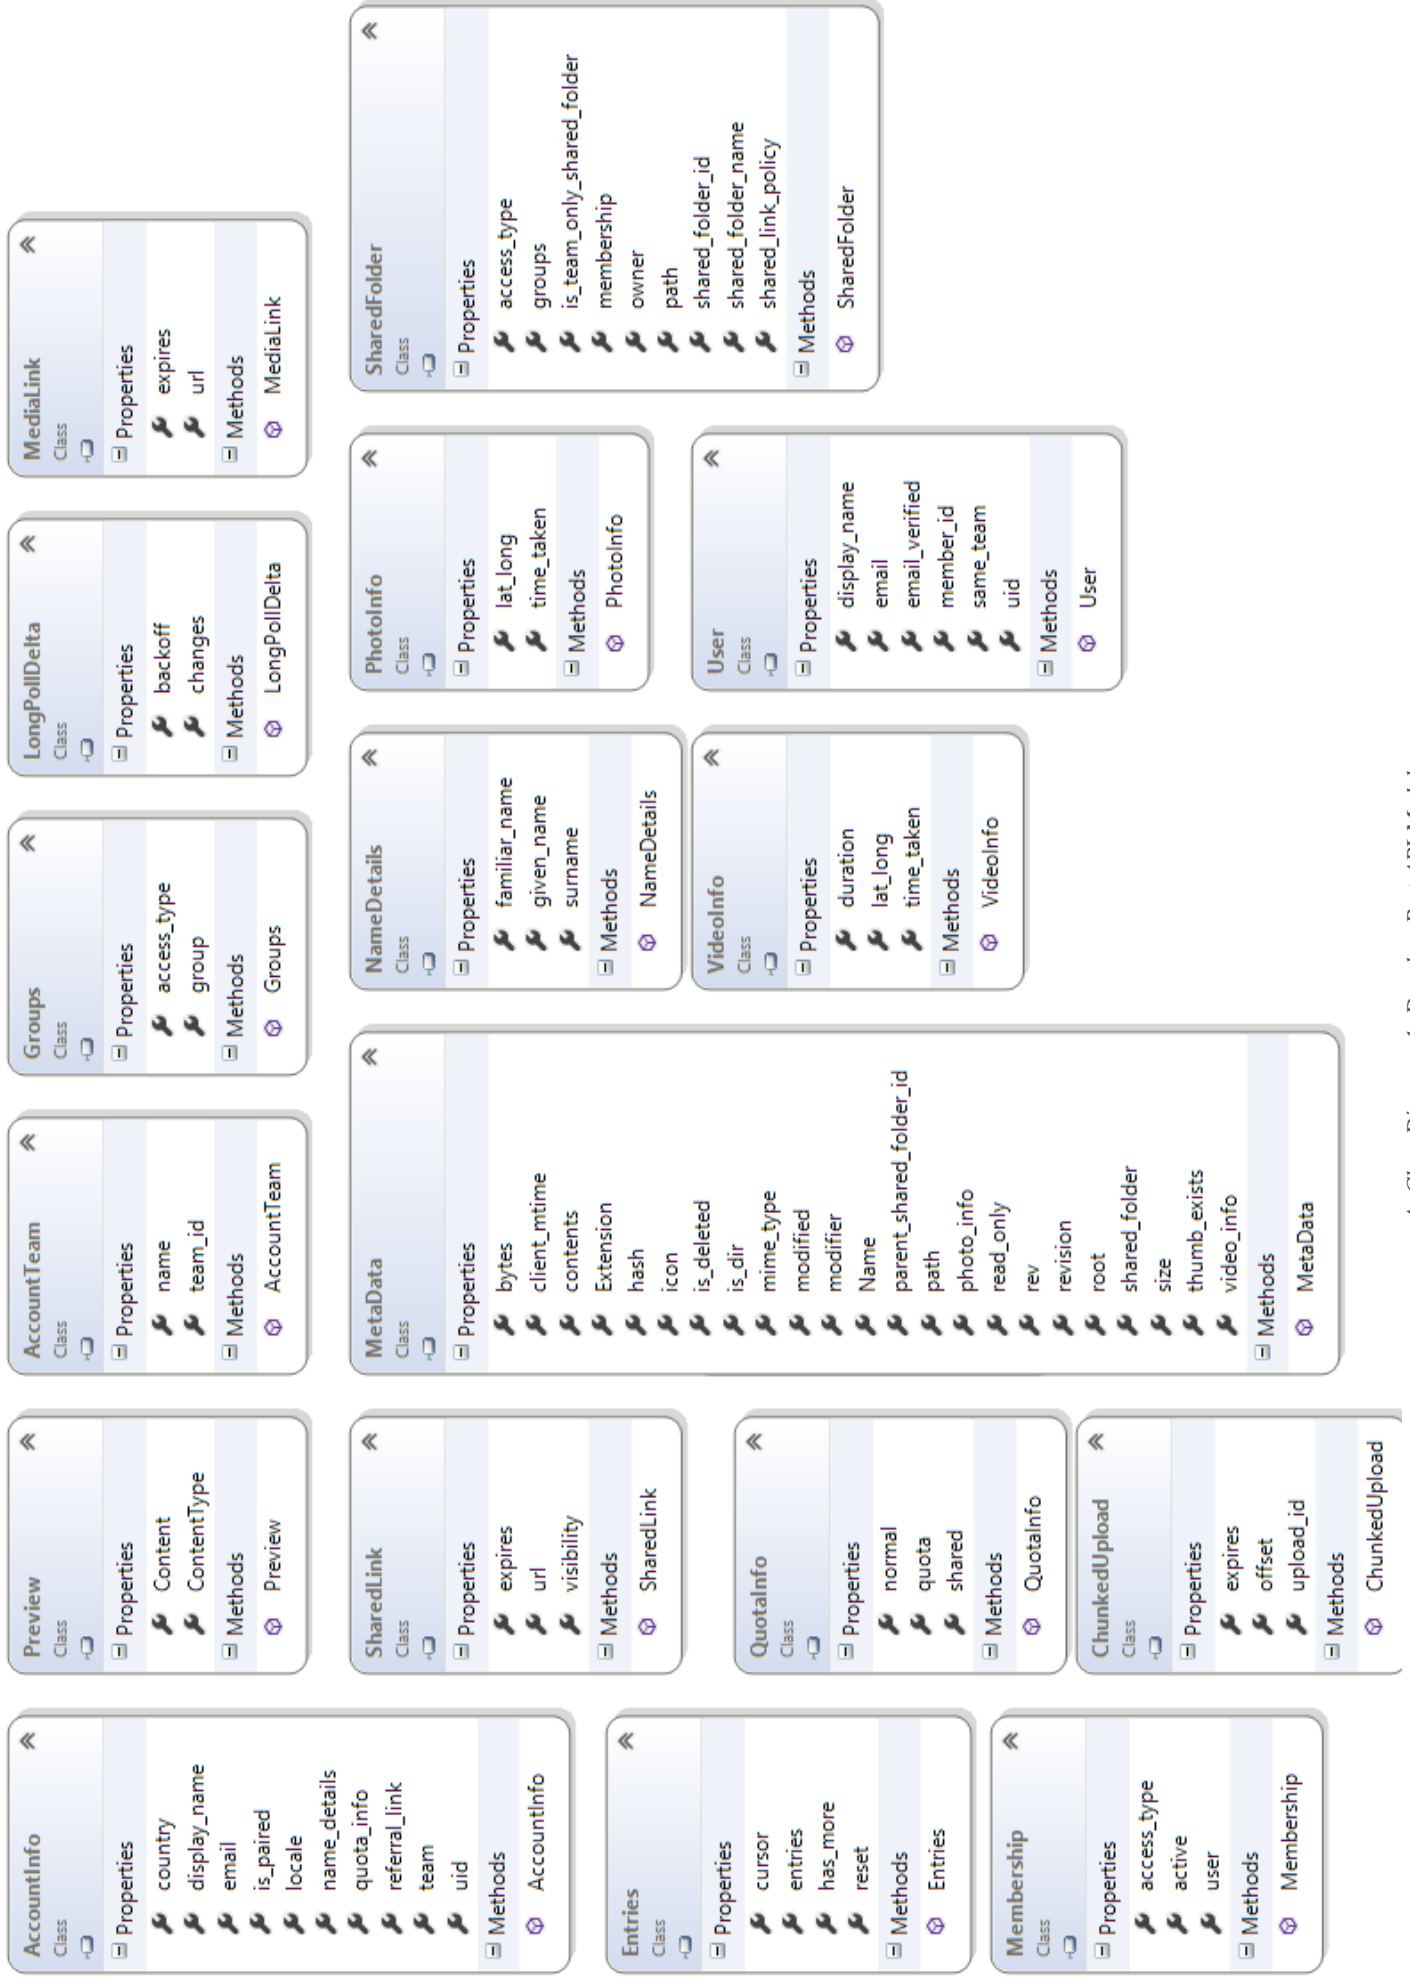 AccountInfo
Class
Properties
country
display_name
email
is_paired
locale
name_details
quota_info
referral_link
team
uid
Methods
AccountInfo
Preview
Class
Properties
Content
ContentType
Methods
Preview
AccountTeam
Class
Properties
name
team_id
Methods
AccountTeam
Groups
Class
Properties
access_type
group
Methods
Groups
LongPollDelta
Class
Properties
backoff
changes
Methods
LongPollDelta
MediaLink
Class
Properties
expires
url
Methods
MediaLink
SharedLink
Class
Properties
expires
url
visibility
Methods
SharedLink
MetaData
Class
Properties
bytes
client_mtime
contents
Extension
hash
icon
is_deleted
is_dir
mime_type
modified
modifier
Name
parent_shared_folder_id
path
photo_info
read_only
rev
revision
root
shared_folder
size
thumb_exists
video_info
Methods
MetaData
NameDetails
Class
Properties
familiar_name
given_name
surname
Methods
NameDetails
PhotoInfo
Class
Properties
lat_long
time_taken
Methods
PhotoInfo
SharedFolder
Class
Properties
access_type
groups
is_team_only_shared_folder
membership
owner
path
shared_folder_id
shared_folder_name
shared_link_policy
Methods
SharedFolder
Entries
Class
Properties
cursor
entries
has_more
reset
Methods
Entries
QuotaInfo
Class
Properties
normal
quota
shared
Methods
QuotaInfo
VideoInfo
Class
Properties
duration
lat_long
time_taken
Methods
VideoInfo
User
Class
Properties
display_name
email
email_verified
member_id
same_team
uid
Methods
User
Membership
Class
Properties
access_type
active
user
Methods
Membership
ChunkedUpload
Class
Properties
expires
offset
upload_id
Methods
ChunkedUpload